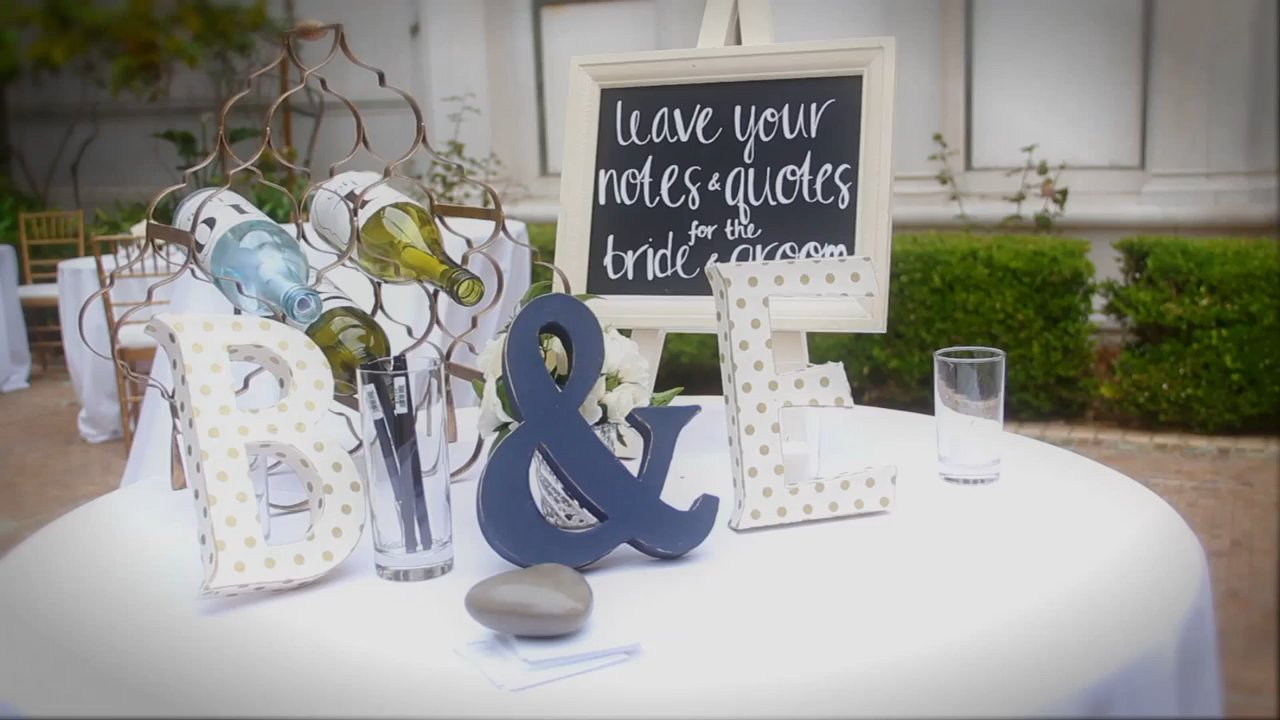 leave your
notes & quotes
for the
bride & groom
B & E